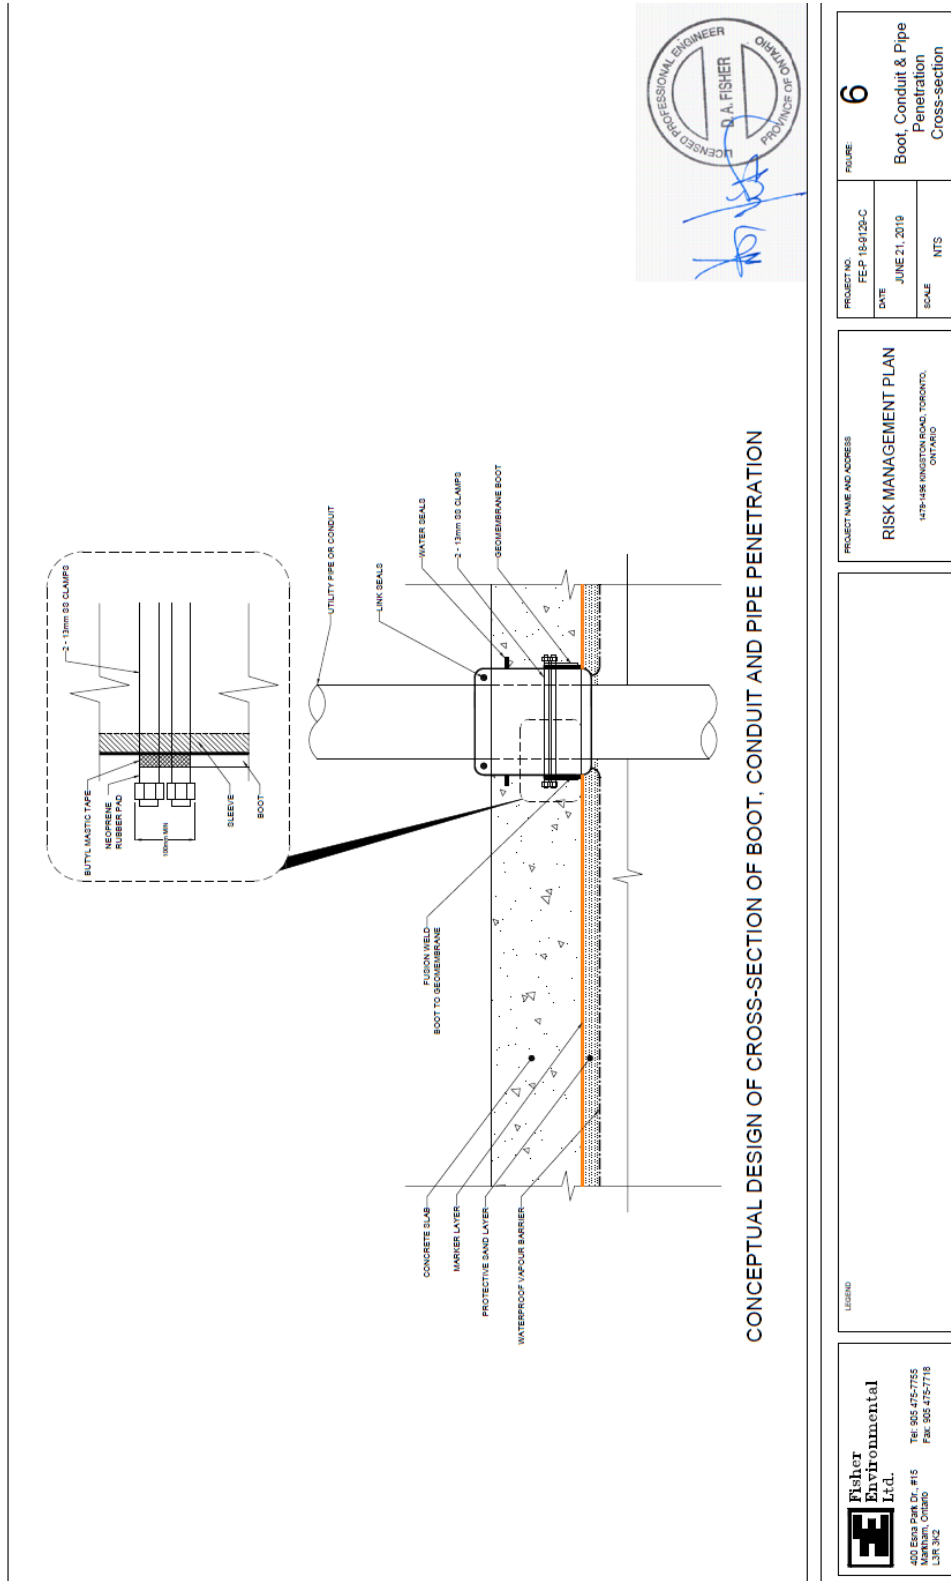 2 - 13mm SS CLAMPS
BUTYL MASTIC TAPE
NEOPRENE
RUBBER PAD
100mm MIN
SLEEVE
BOOT
UTILITY PIPE OR CONDUIT
LINK SEALS
WATER SEALS
2 - 13mm SS CLAMPS
GEOMEMBRANE BOOT
FUSION WELD
BOOT TO GEOMEMBRANE
CONCRETE SLAB
MARKER LAYER
PROTECTIVE SAND LAYER
WATERPROOF VAPOUR BARRIER
CONCEPTUAL DESIGN OF CROSS-SECTION OF BOOT, CONDUIT AND PIPE PENETRATION
LICENSED PROFESSIONAL ENGINEER
D. A. FISHER
PROVINCE OF ONTARIO
Fisher
Environmental
Ltd.
400 Esna Park Dr., #15
Markham, Ontario
L3R 3K2
Tel: 905 475-7755
Fax: 905 475-7718
LEGEND
PROJECT NAME AND ADDRESS
RISK MANAGEMENT PLAN
1478-1496 KINGSTON ROAD, TORONTO,
ONTARIO
PROJECT NO.
FE-P 18-9129-C
DATE
JUNE 21, 2019
SCALE
NTS
FIGURE:
6
Boot, Conduit & Pipe
Penetration
Cross-section